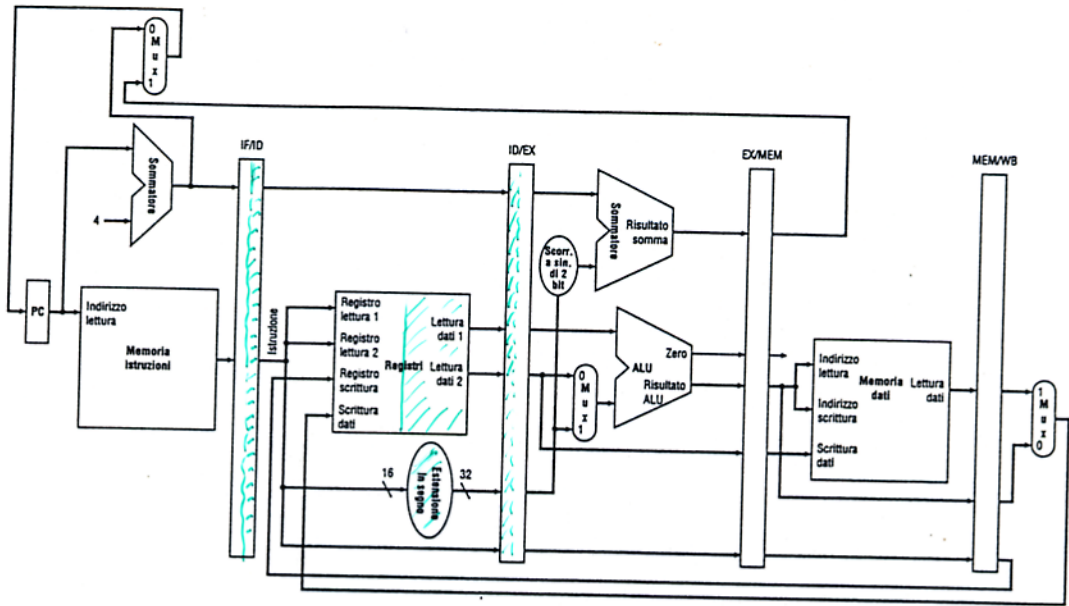 0
M
u
x
1
IF/ID
ID/EX
EX/MEM
MEM/WB
Sommatore
4
Sommatore
Risultato
somma
Scorr.
a sin.
di 2
bit
PC
Indirizzo
lettura
Memoria
istruzioni
Istruzione
Registro
lettura 1
Registro
lettura 2
Registro
scrittura
Scrittura
dati
Registri
Lettura
dati 1
Lettura
dati 2
0
M
u
x
1
ALU
Zero
Risultato
ALU
Indirizzo
lettura
Indirizzo
scrittura
Scrittura
dati
Memoria
dati
Lettura
dati
1
M
u
x
0
16
Estensione
in segno
32